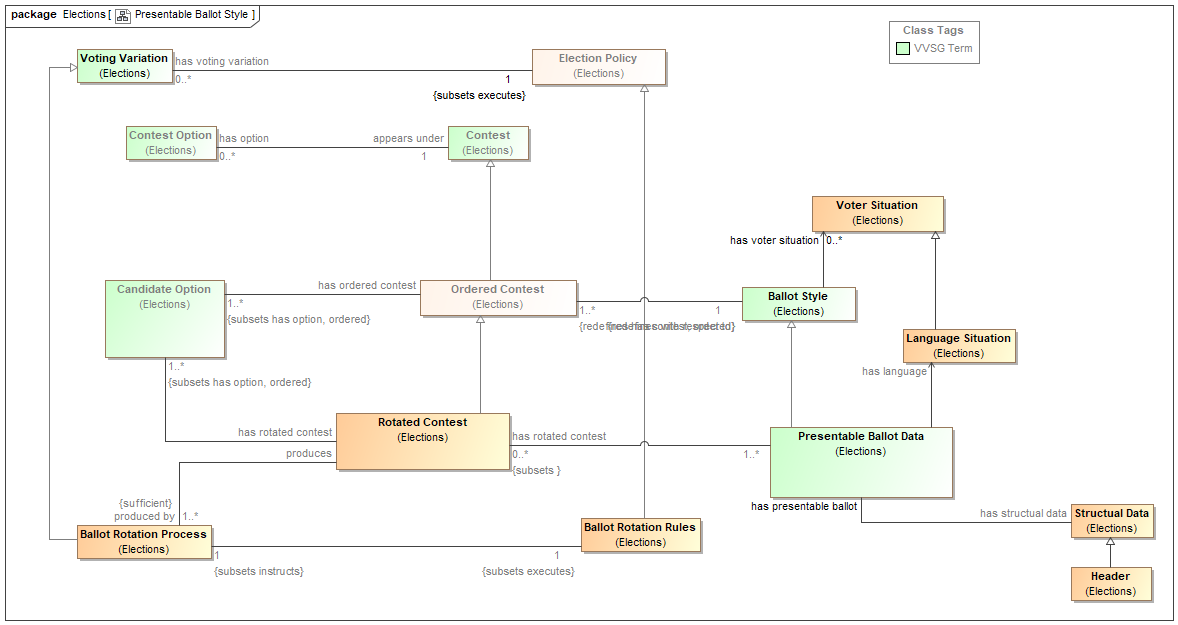 package Elections [ Presentable Ballot Style ]
Class Tags
VVSG Term
Voting Variation
(Elections)
has voting variation
0..*
1
{subsets executes}
Election Policy
(Elections)
Contest Option
(Elections)
has option
0..*
appears under
1
Contest
(Elections)
Voter Situation
(Elections)
has voter situation
0..*
Candidate Option
(Elections)
has ordered contest
1..*
{subsets has option, ordered}
Ordered Contest
(Elections)
1..*
1
Ballot Style
(Elections)
Language Situation
(Elections)
has language
1..*
{subsets has option, ordered}
has rotated contest
Rotated Contest
(Elections)
produces
has rotated contest
0..*
{subsets }
1..*
Presentable Ballot Data
(Elections)
{sufficient}
produced by
1..*
has presentable ballot
has structual data
Structual Data
(Elections)
Ballot Rotation Process
(Elections)
1
{subsets instructs}
1
{subsets executes}
Ballot Rotation Rules
(Elections)
Header
(Elections)